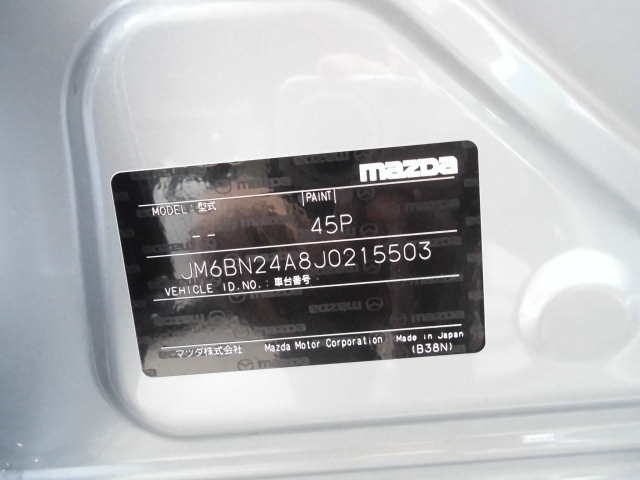 mazda
MODEL：型式 PAINT
-- 45P
JM6BN24A8J0215503
VEHICLE ID.NO.：車台番号
マツダ株式会社 Mazda Motor Corporation Made in Japan
(B38N)